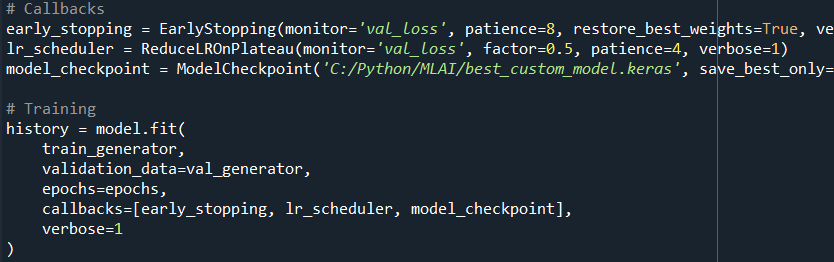 # Callbacks
early_stopping = EarlyStopping(monitor='val_loss', patience=8, restore_best_weights=True, ve
lr_scheduler = ReduceLROnPlateau(monitor='val_loss', factor=0.5, patience=4, verbose=1)
model_checkpoint = ModelCheckpoint('C:/Python/MLAI/best_custom_model.keras', save_best_only=
# Training
history = model.fit(
    train_generator,
    validation_data=val_generator,
    epochs=epochs,
    callbacks=[early_stopping, lr_scheduler, model_checkpoint],
    verbose=1
)